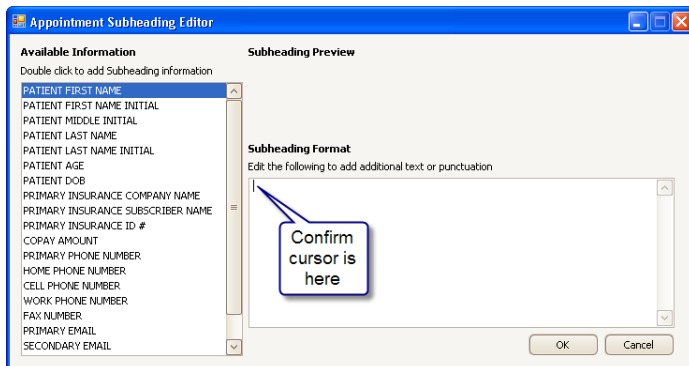 Appointment Subheading Editor
Available Information
Double click to add Subheading information
PATIENT FIRST NAME
PATIENT FIRST NAME INITIAL
PATIENT MIDDLE INITIAL
PATIENT LAST NAME
PATIENT LAST NAME INITIAL
PATIENT AGE
PATIENT DOB
PRIMARY INSURANCE COMPANY NAME
PRIMARY INSURANCE SUBSCRIBER NAME
PRIMARY INSURANCE ID #
COPAY AMOUNT
PRIMARY PHONE NUMBER
HOME PHONE NUMBER
CELL PHONE NUMBER
WORK PHONE NUMBER
FAX NUMBER
PRIMARY EMAIL
SECONDARY EMAIL
Subheading Preview
Subheading Format
Edit the following to add additional text or punctuation
Confirm
cursor is
here
OK
Cancel